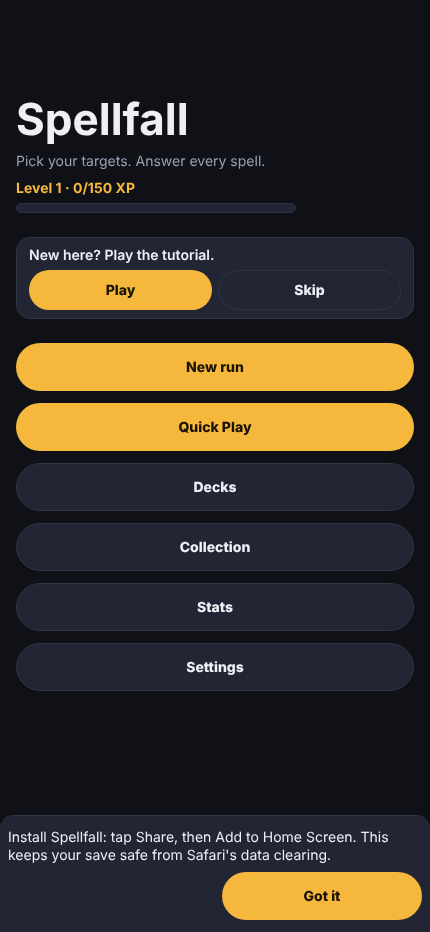 Spellfall
Pick your targets. Answer every spell.
Level 1 · 0/150 XP
New here? Play the tutorial.
Play
Skip
New run
Quick Play
Decks
Collection
Stats
Settings
Install Spellfall: tap Share, then Add to Home Screen. This
keeps your save safe from Safari's data clearing.
Got it